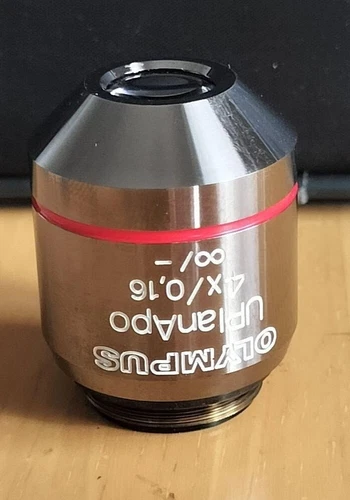 OLYMPUS
UPlanApo
4x/0,16
∞/-